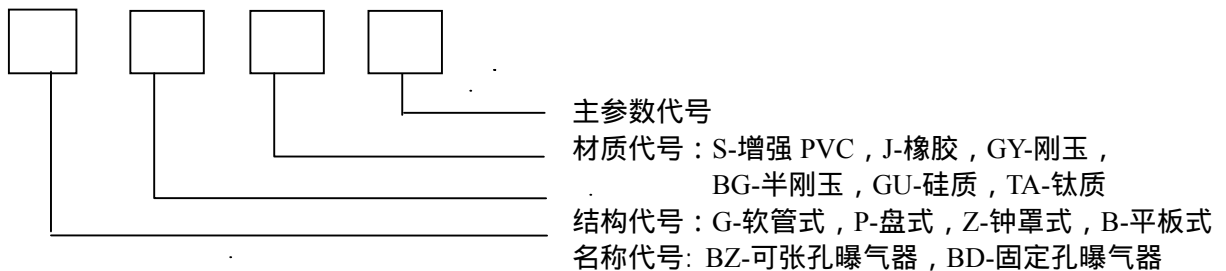 主参数代号
材质代号：S-增强 PVC，J-橡胶，GY-刚玉，
BG-半刚玉，GU-硅质，TA-钛质
结构代号：G-软管式，P-盘式，Z-钟罩式，B-平板式
名称代号: BZ-可张孔曝气器，BD-固定孔曝气器